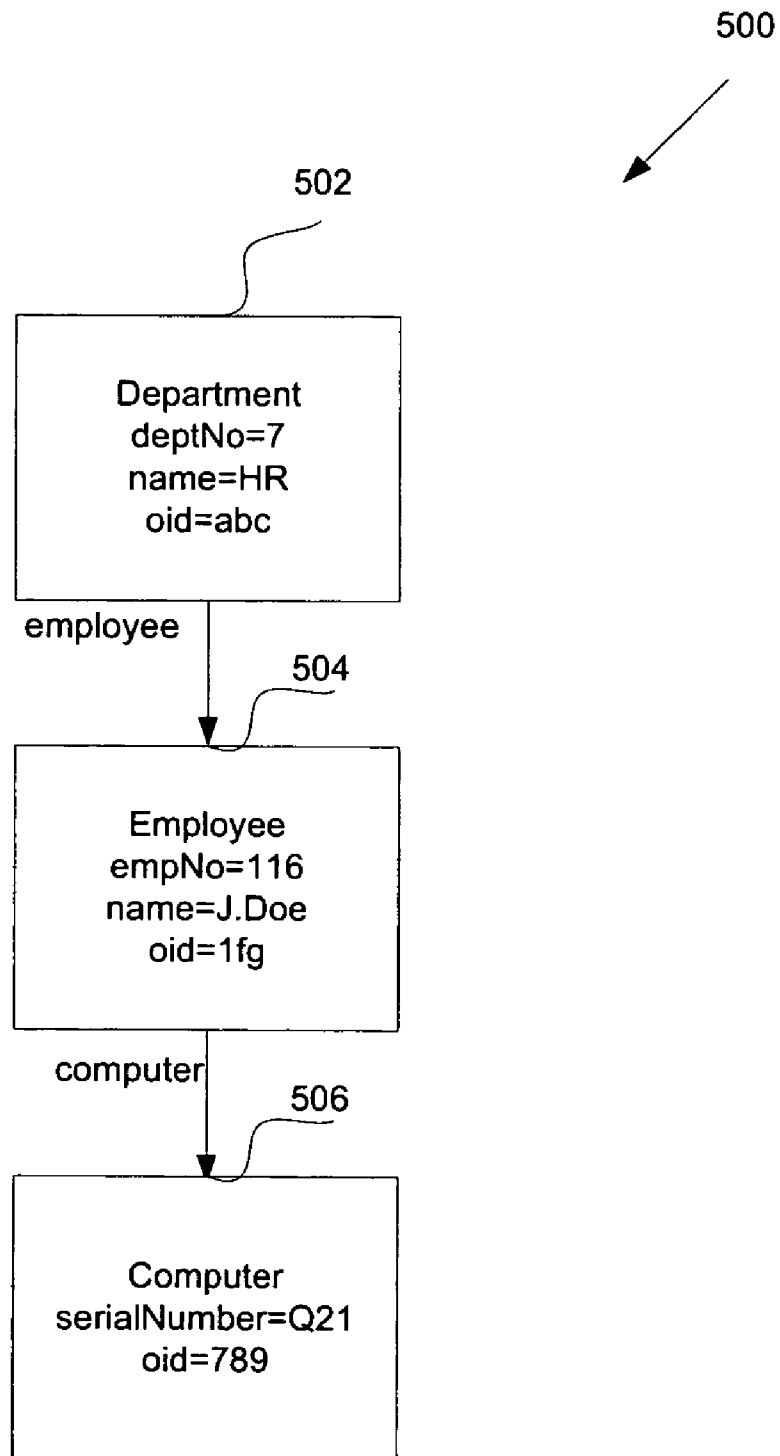 500
502
Department
deptNo=7
name=HR
oid=abc
employee
504
Employee
empNo=116
name=J.Doe
oid=1fg
computer
506
Computer
serialNumber=Q21
oid=789